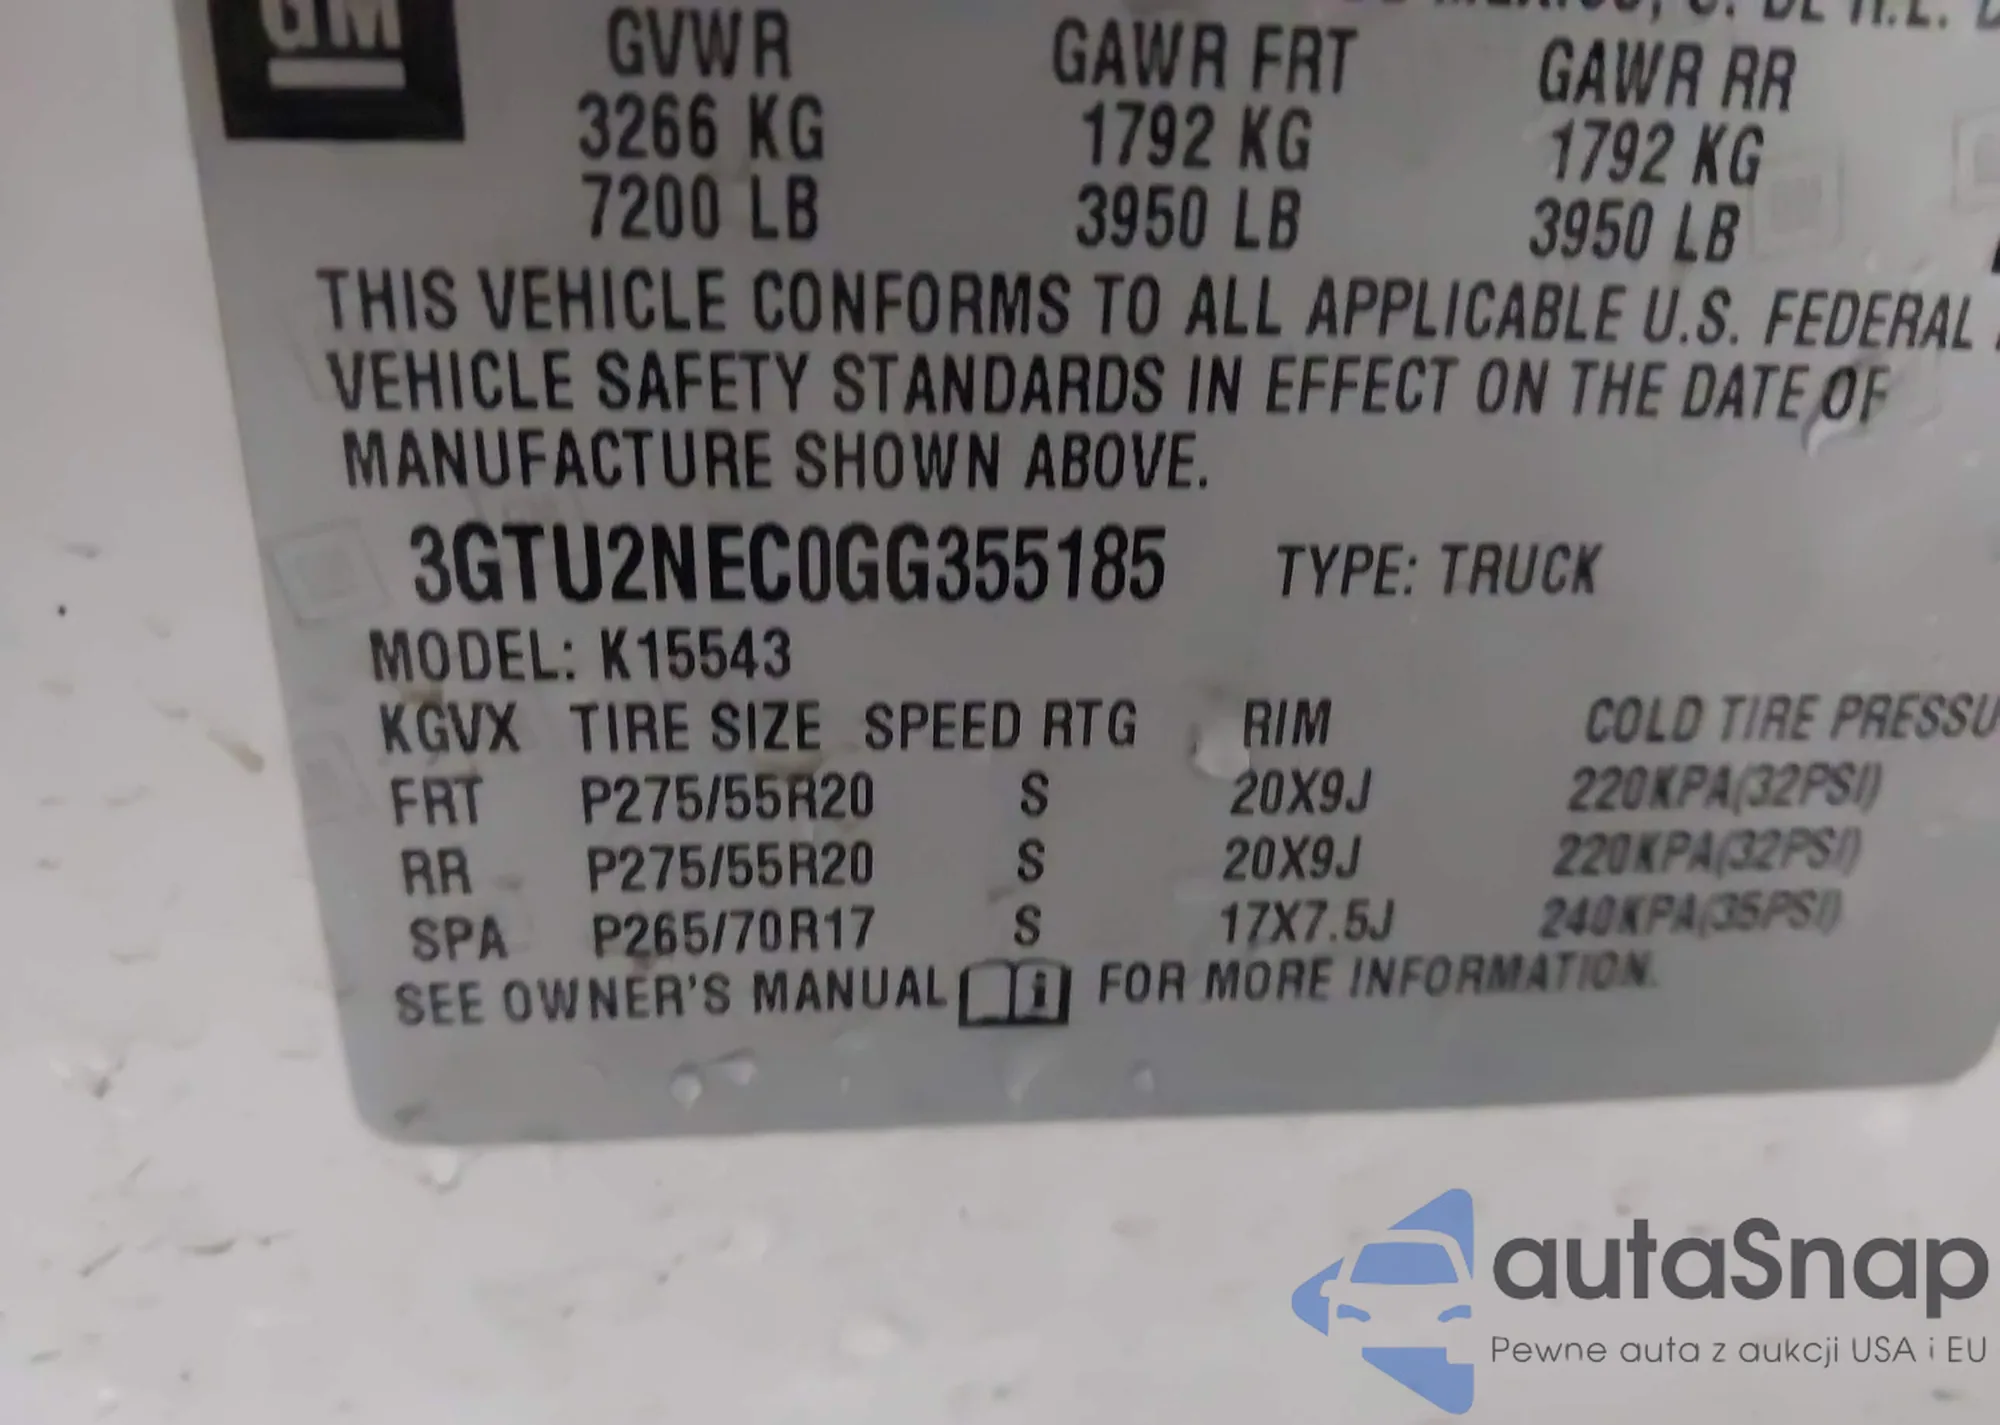 GM
GVWR GAWR FRT GAWR RR
3266 KG 1792 KG 1792 KG
7200 LB 3950 LB 3950 LB
THIS VEHICLE CONFORMS TO ALL APPLICABLE U.S. FEDERAL
VEHICLE SAFETY STANDARDS IN EFFECT ON THE DATE OF
MANUFACTURE SHOWN ABOVE.
3GTU2NEC0GG355185 TYPE: TRUCK
MODEL: K15543
KGVX TIRE SIZE SPEED RTG RIM COLD TIRE PRESSU
FRT P275/55R20 S 20X9J 220KPA(32PSI)
RR P275/55R20 S 20X9J 220KPA(32PSI)
SPA P265/70R17 S 17X7.5J 240KPA(35PSI)
SEE OWNER'S MANUAL i FOR MORE INFORMATION.
autaSnap
Pewne auta z aukcji USA i EU